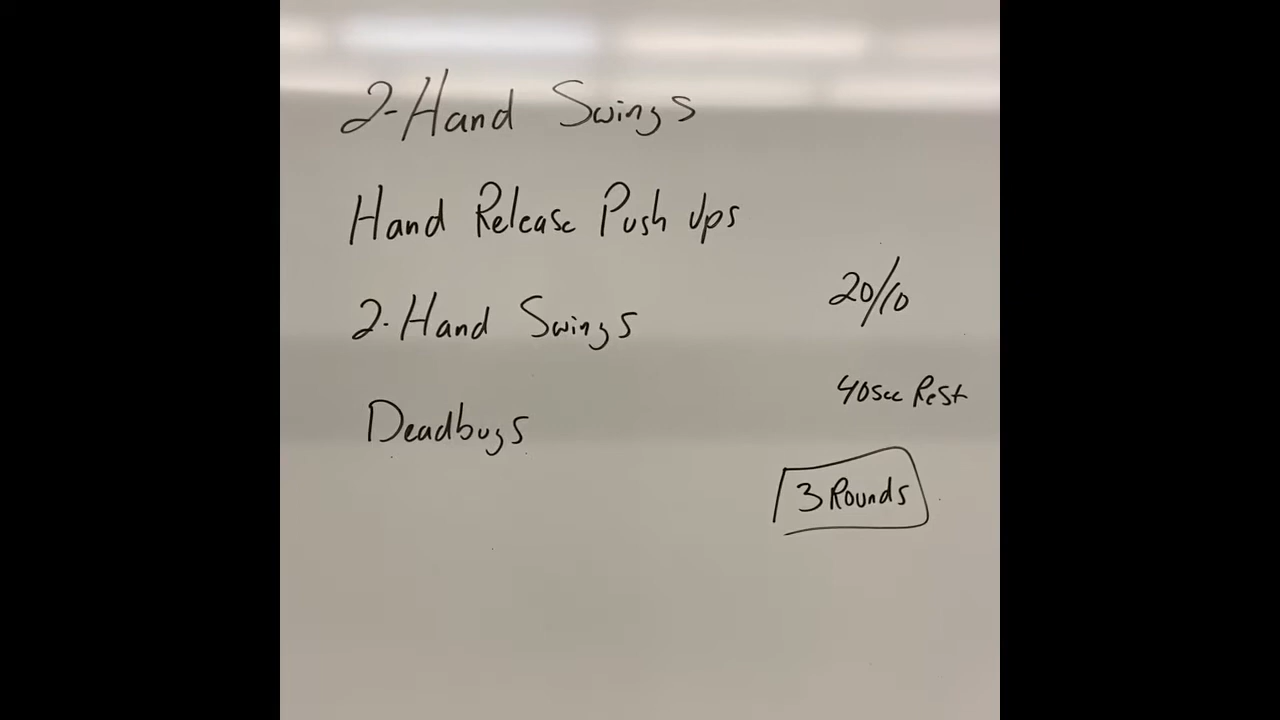 2-Hand Swings
Hand Release Push Ups
2-Hand Swings
Deadbugs
20/10
40sec Rest
3 Rounds